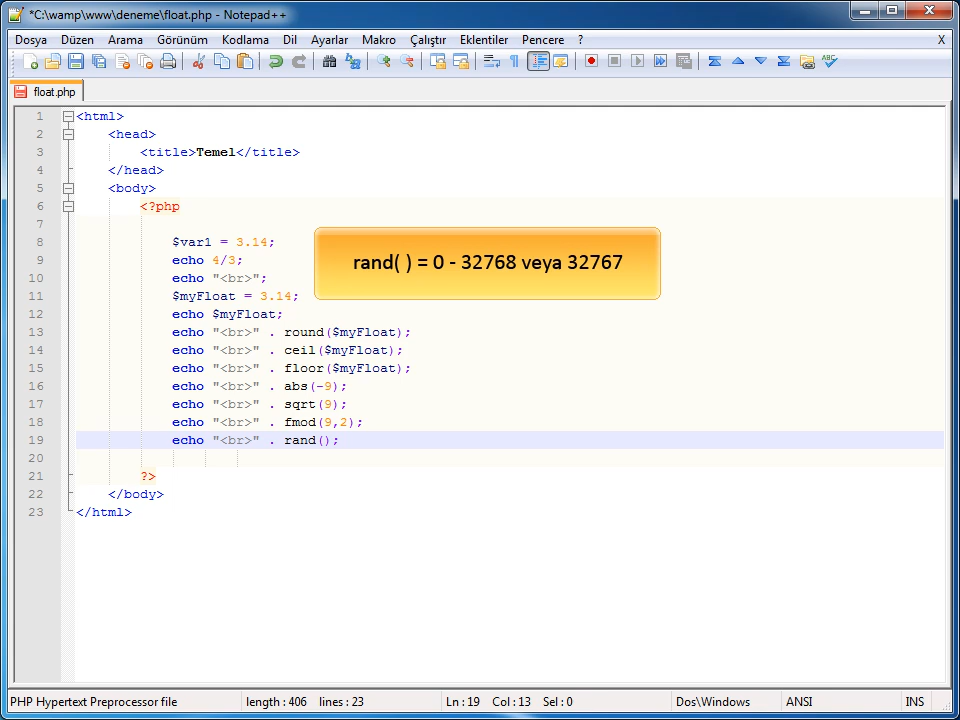 *C:\wamp\www\deneme\float.php - Notepad++
Dosya Düzen Arama Görünüm Kodlama Dil Ayarlar Makro Çalıştır Eklentiler Pencere ? X
float.php
1 <html>
2 <head>
3 <title>Temel</title>
4 </head>
5 <body>
6 <?php
7
8 $var1 = 3.14;
9 echo 4/3;
10 echo "<br>";
11 $myFloat = 3.14;
12 echo $myFloat;
13 echo "<br>" . round($myFloat);
14 echo "<br>" . ceil($myFloat);
15 echo "<br>" . floor($myFloat);
16 echo "<br>" . abs(-9);
17 echo "<br>" . sqrt(9);
18 echo "<br>" . fmod(9,2);
19 echo "<br>" . rand();
20
21 ?>
22 </body>
23 </html>
rand( ) = 0 - 32768 veya 32767
PHP Hypertext Preprocessor file length : 406 lines : 23 Ln : 19 Col : 13 Sel : 0 Dos\Windows ANSI INS